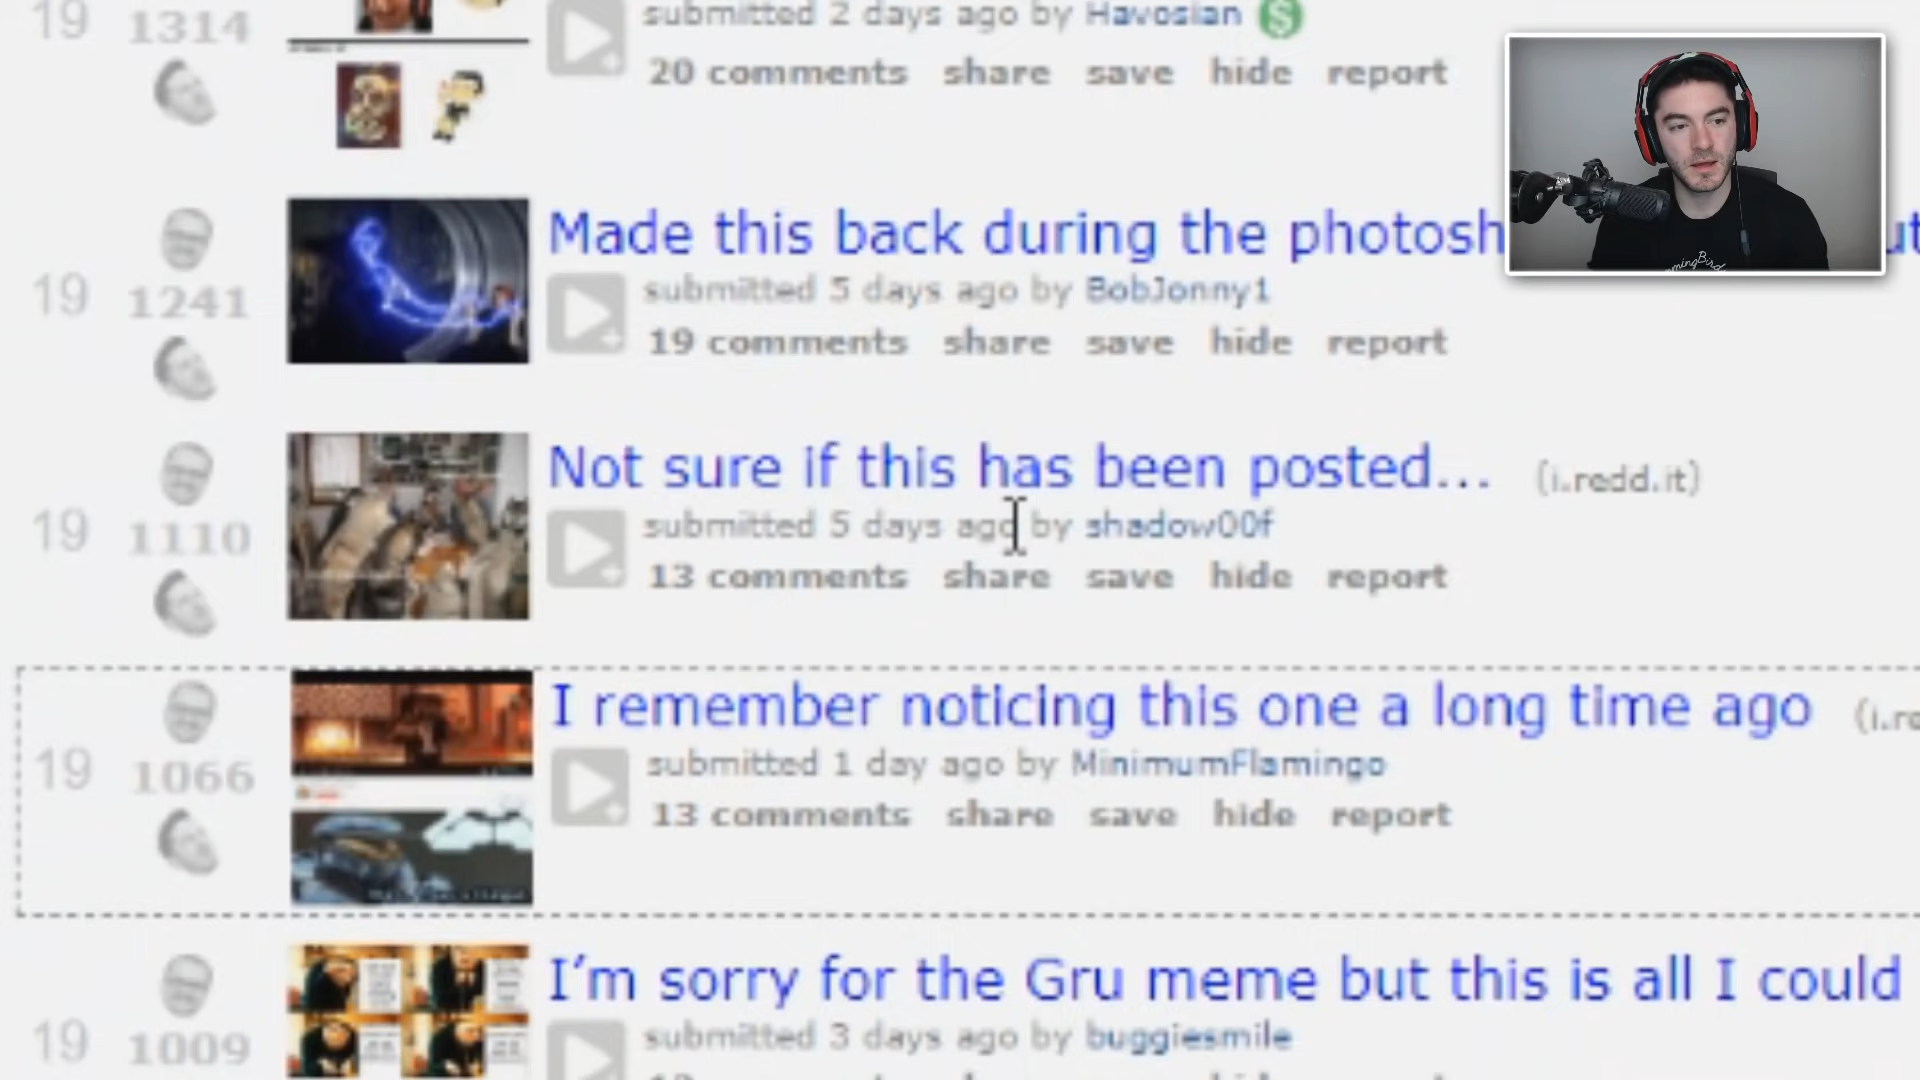 19
1314
submitted 2 days ago by Havosian
20 comments share save hide report
Made this back during the photosh
19
1241
submitted 5 days ago by BobJonny1
19 comments share save hide report
Not sure if this has been posted... (i.redd.it)
19
1110
submitted 5 days ago by shadow00f
13 comments share save hide report
I remember noticing this one a long time ago (i.re
19
1066
submitted 1 day ago by MinimumFlamingo
13 comments share save hide report
I'm sorry for the Gru meme but this is all I could
19
1009
submitted 3 days ago by buggiesmile